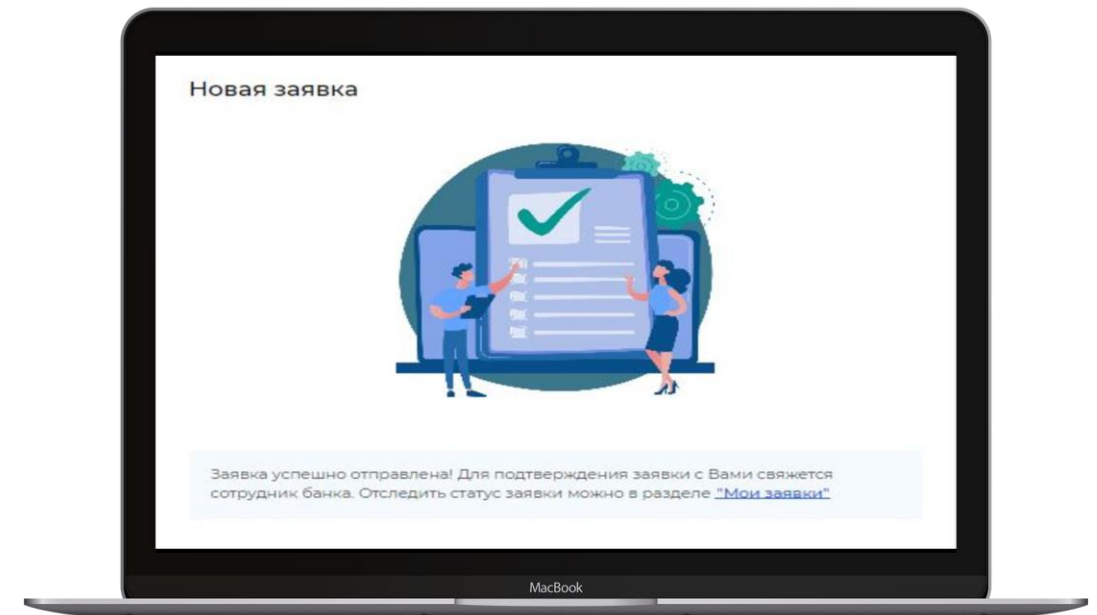 Новая заявка
Заявка успешно отправлена! Для подтверждения заявки с Вами свяжется
сотрудник банка. Отследить статус заявки можно в разделе "Мои заявки"
MacBook